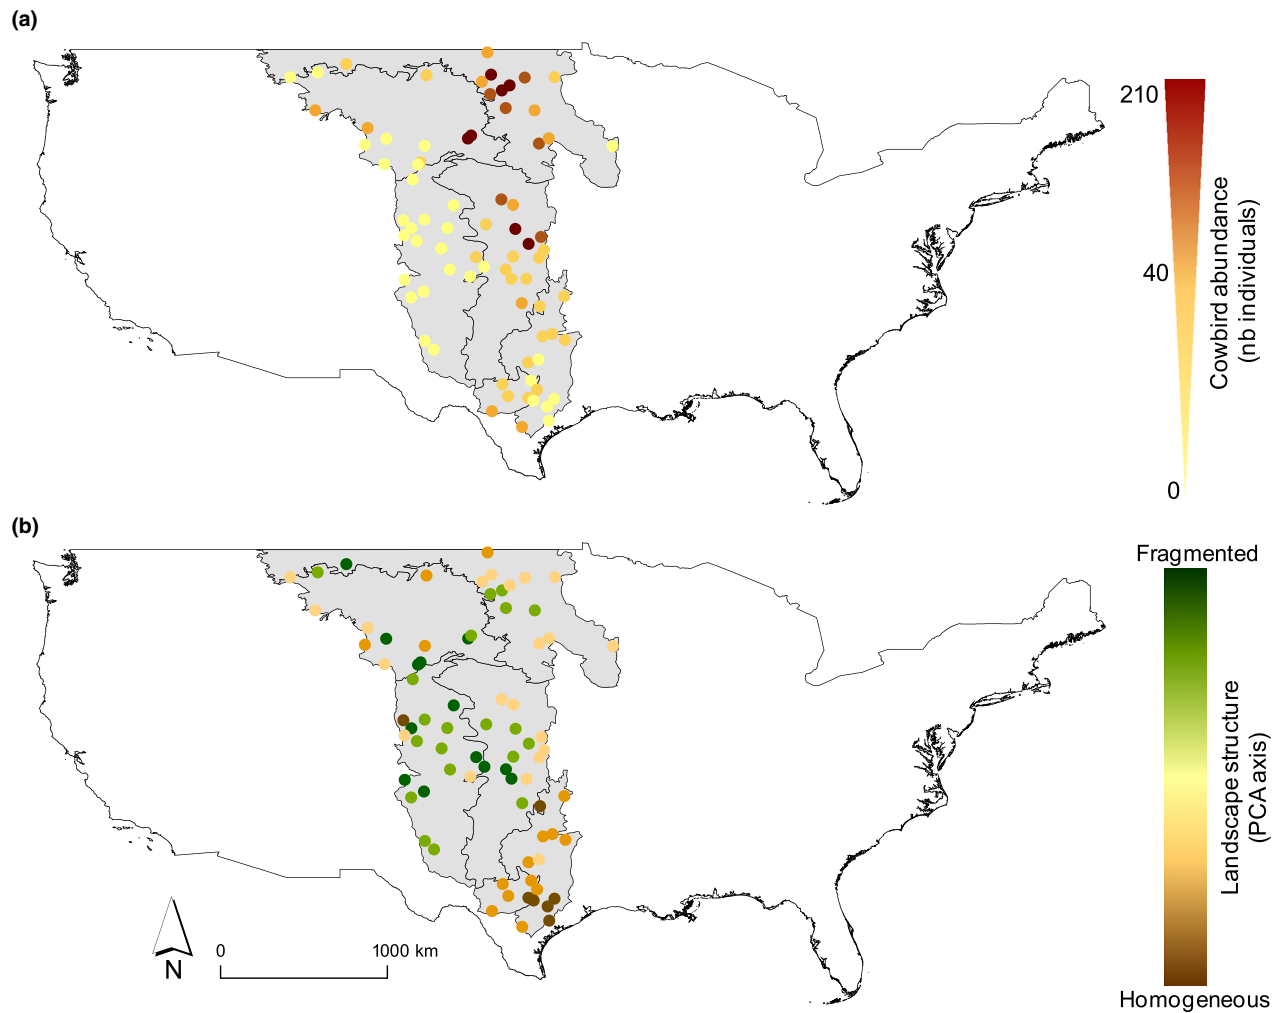 (a)
210
40
0
Cowbird abundance
(nb individuals)
(b)
Fragmented
Landscape structure
(PCA axis)
Homogeneous
0 1000 km
N